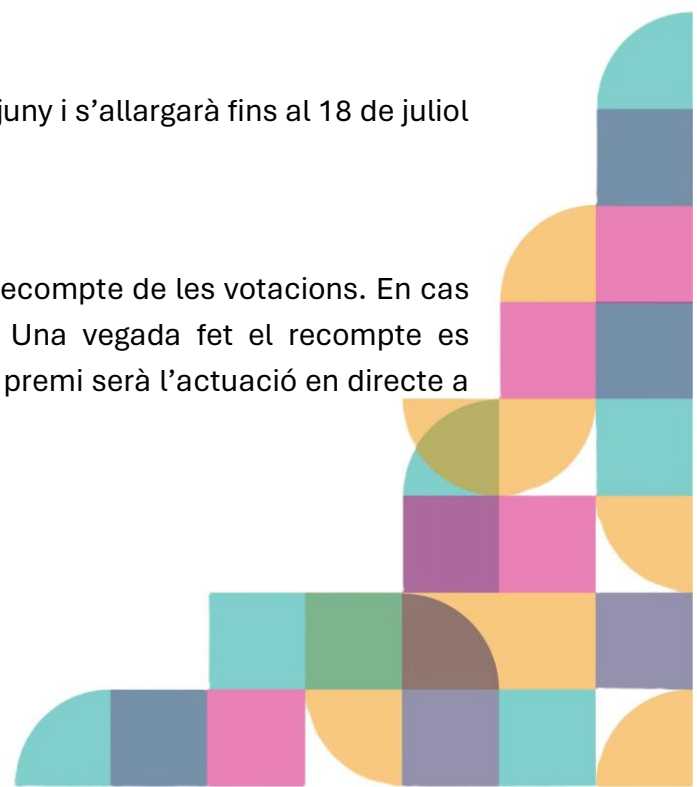 juny i s’allargarà fins al 18 de juliol
recompte de les votacions. En cas
Una vegada fet el recompte es
premi serà l’actuació en directe a